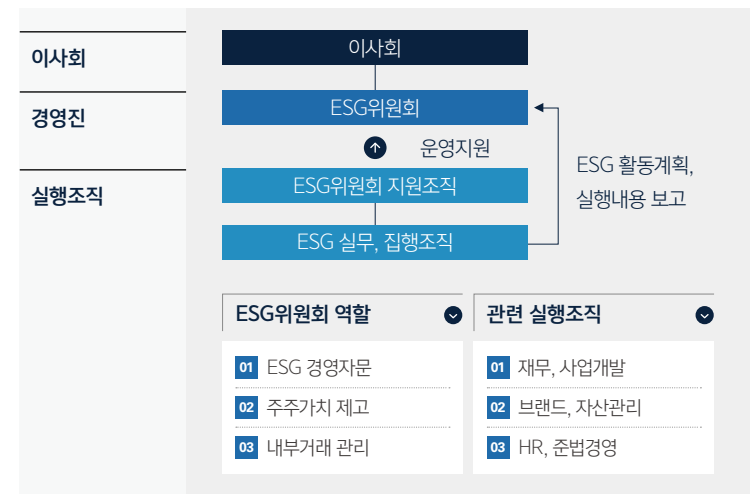 이사회
경영진
실행조직
이사회
ESG위원회
운영지원
ESG위원회 지원조직
ESG 실무, 집행조직
ESG 활동계획,
실행내용 보고
ESG위원회 역할
01 ESG 경영자문
02 주주가치 제고
03 내부거래 관리
관련 실행조직
01 재무, 사업개발
02 브랜드, 자산관리
03 HR, 준법경영